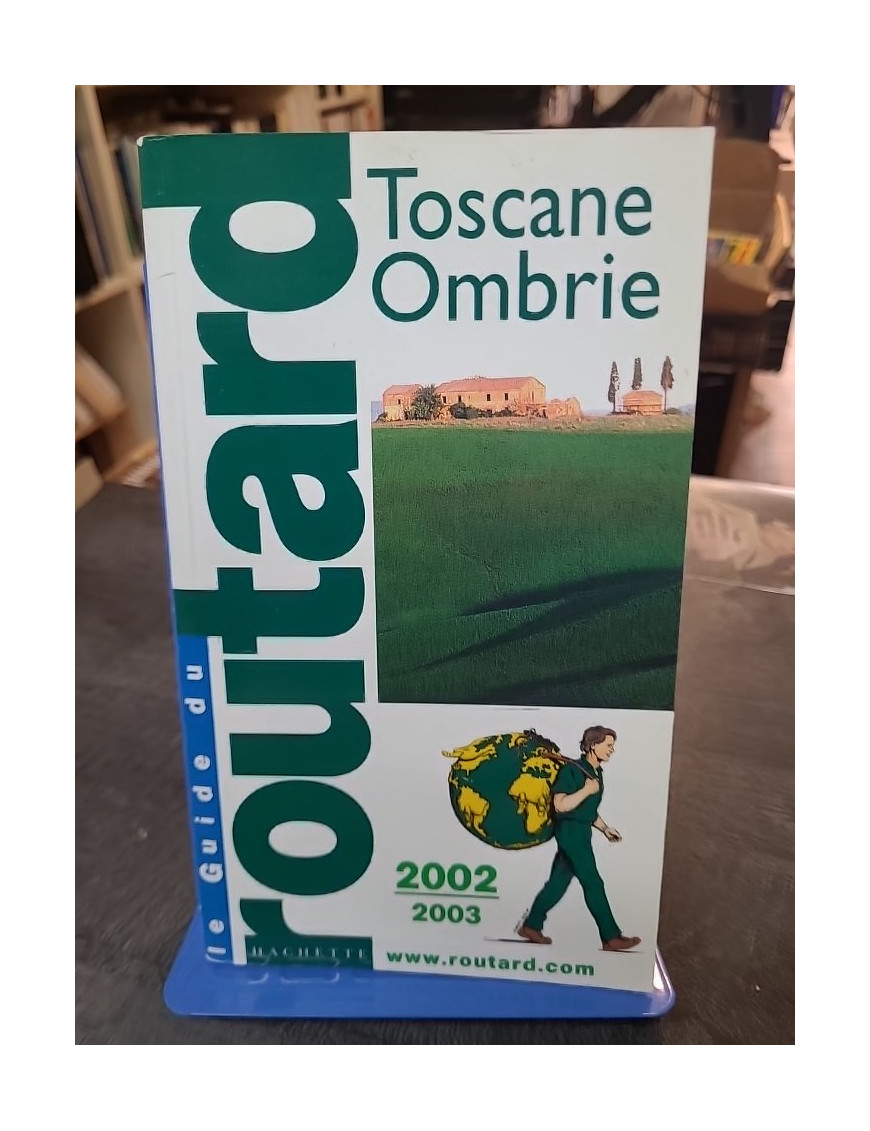 Toscane
Ombrie
le Guide du
routard
2002
2003
HACHETTE
www.routard.com